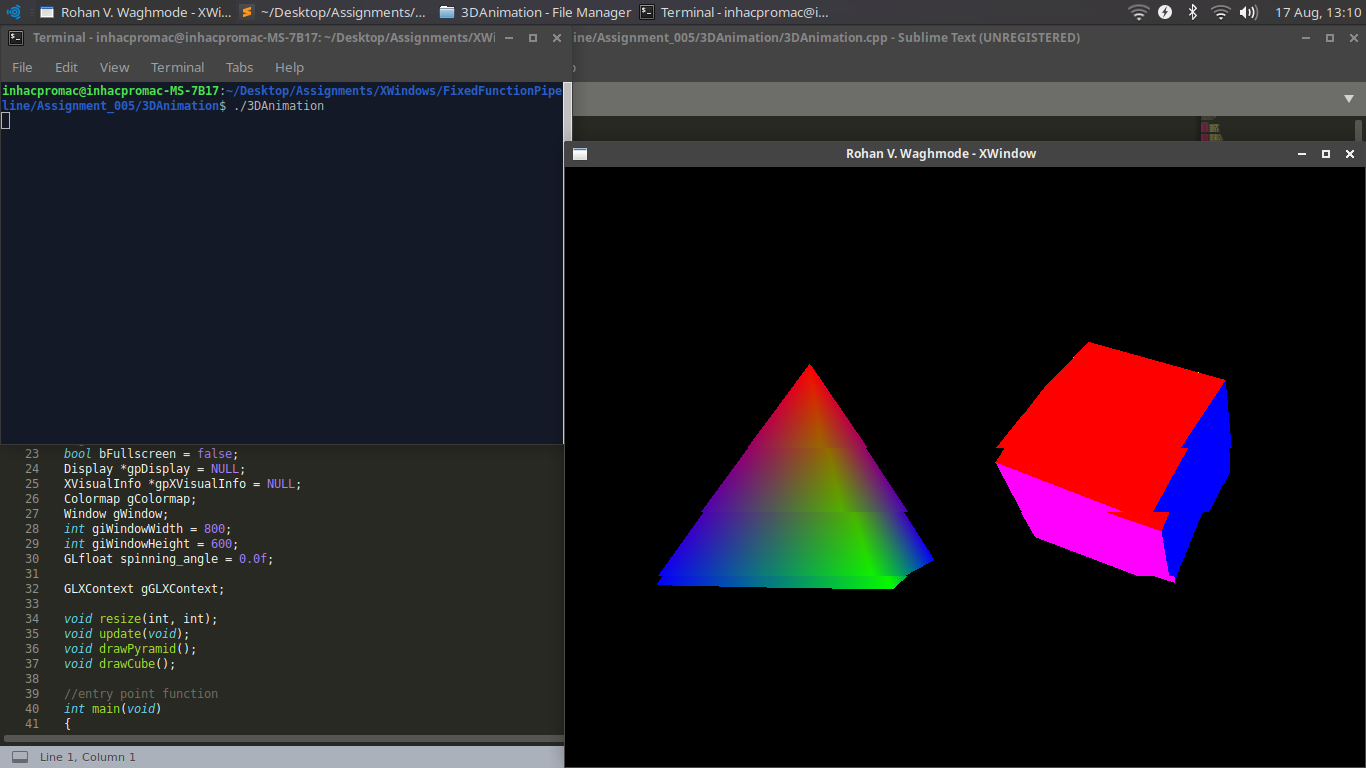 Rohan V. Waghmode - XWi... ~/Desktop/Assignments/... 3DAnimation - File Manager Terminal - inhacpromac@i... 17 Aug, 13:10
Terminal - inhacpromac@inhacpromac-MS-7B17: ~/Desktop/Assignments/XWi
ine/Assignment_005/3DAnimation/3DAnimation.cpp - Sublime Text (UNREGISTERED)
File Edit View Terminal Tabs Help
inhacpromac@inhacpromac-MS-7B17:~/Desktop/Assignments/XWindows/FixedFunctionPipe
line/Assignment_005/3DAnimation$ ./3DAnimation
Rohan V. Waghmode - XWindow
23 bool bFullscreen = false;
24 Display *gpDisplay = NULL;
25 XVisualInfo *gpXVisualInfo = NULL;
26 Colormap gColormap;
27 Window gWindow;
28 int giWindowWidth = 800;
29 int giWindowHeight = 600;
30 GLfloat spinning_angle = 0.0f;
31
32 GLXContext gGLXContext;
33
34 void resize(int, int);
35 void update(void);
36 void drawPyramid();
37 void drawCube();
38
39 //entry point function
40 int main(void)
41 {
Line 1, Column 1